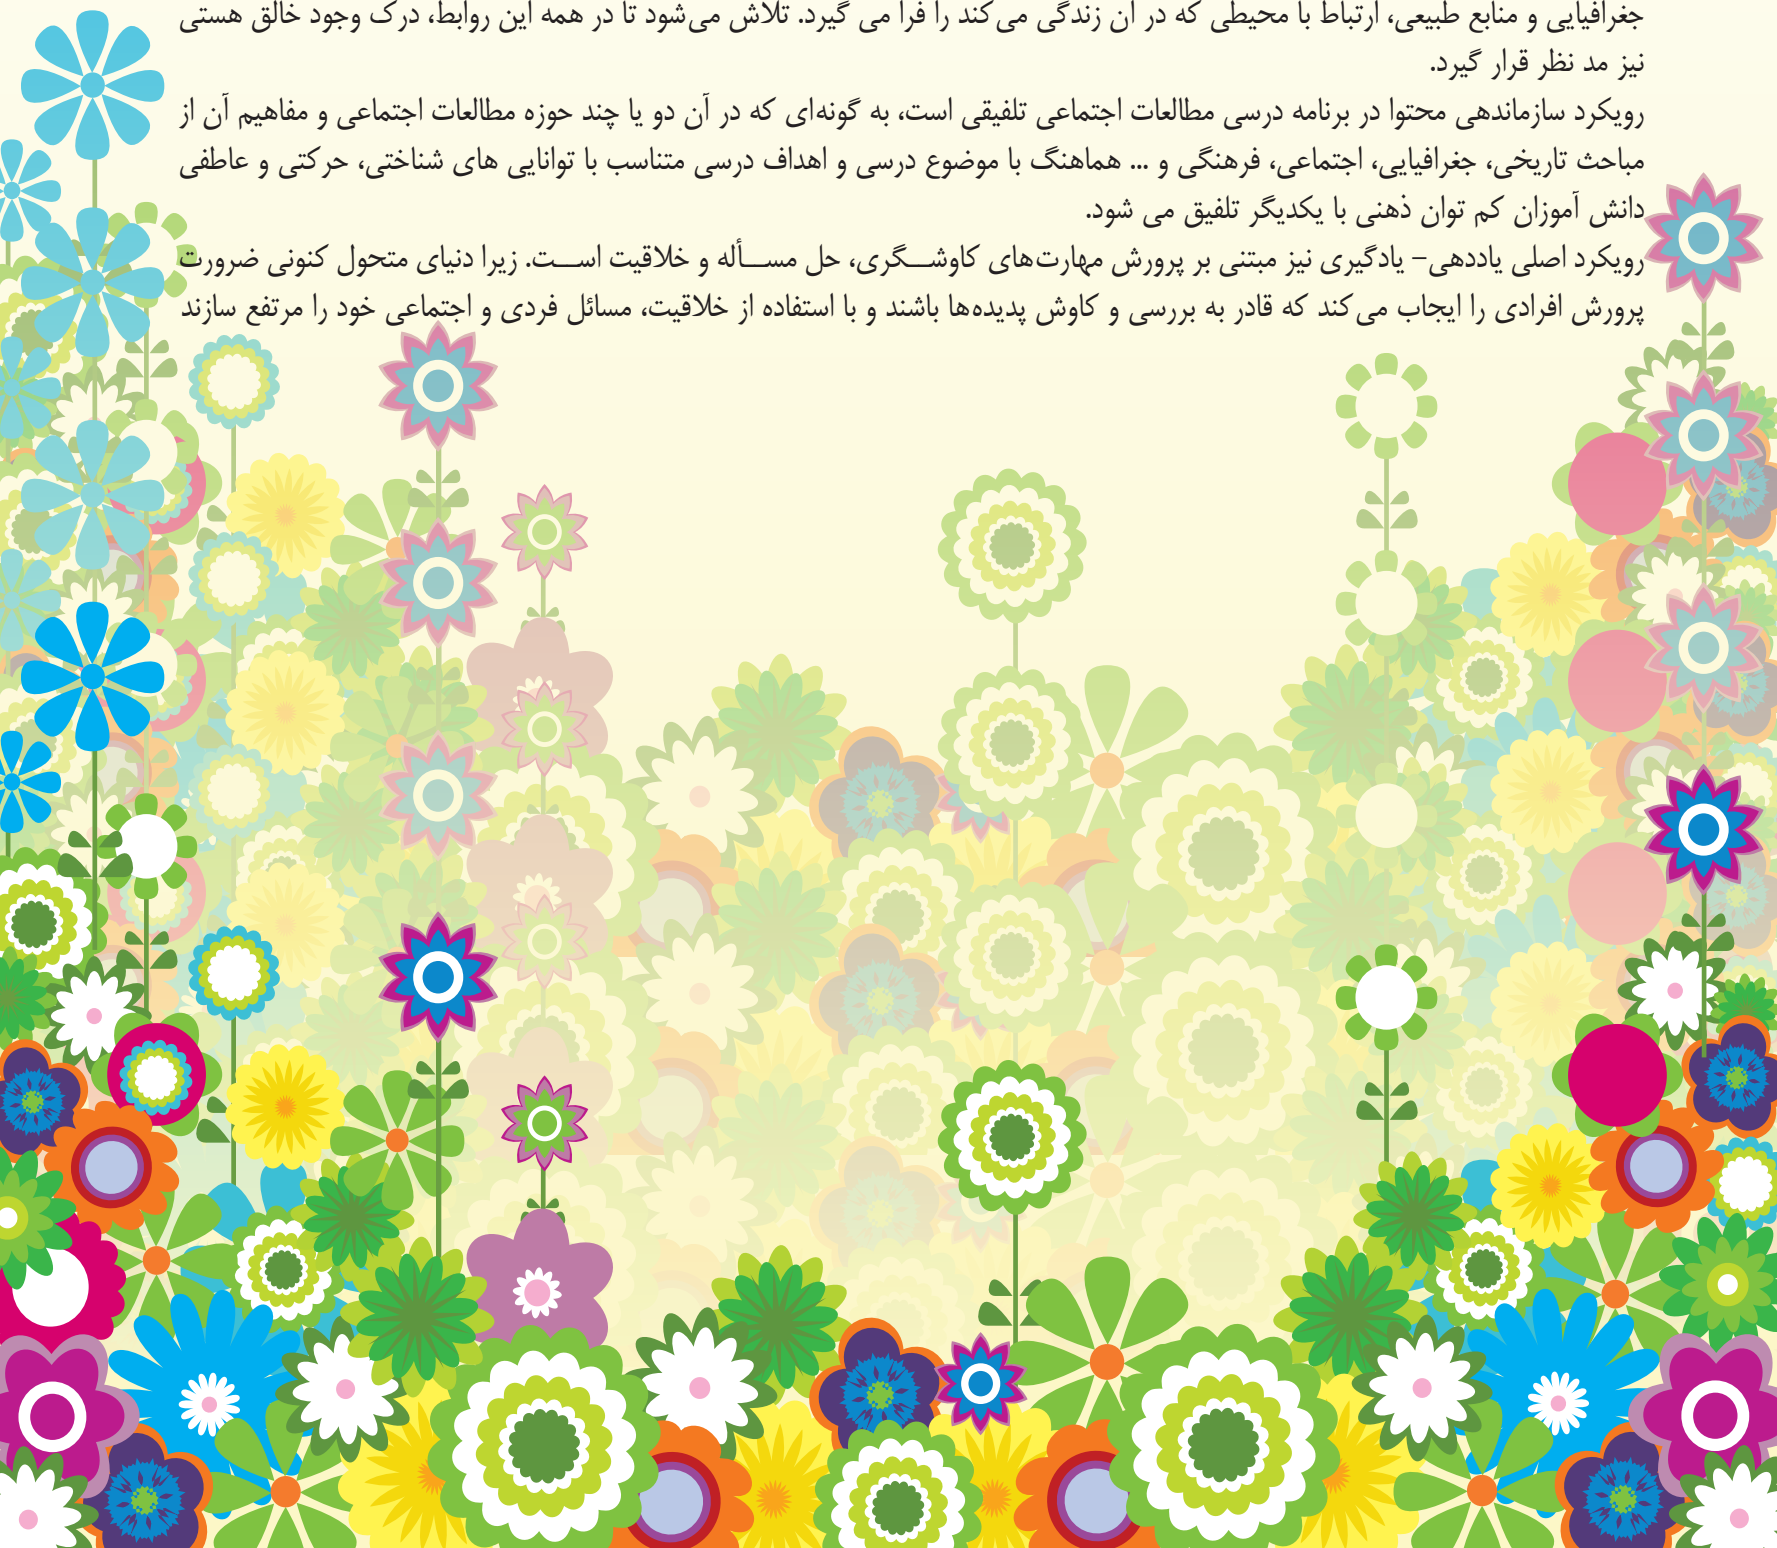 جغرافیایی و منابع طبیعی، ارتباط با محیطی که در آن زندگی می‌کند را فرا می گیرد. تلاش می‌شود تا در همه این روابط، درک وجود خالق هستی
نیز مد نظر قرار گیرد.
رویکرد سازماندهی محتوا در برنامه درسی مطالعات اجتماعی تلفیقی است، به گونه‌ای که در آن دو یا چند حوزه مطالعات اجتماعی و مفاهیم آن از
مباحث تاریخی، جغرافیایی، اجتماعی، فرهنگی و ... هماهنگ با موضوع درسی و اهداف درسی متناسب با توانایی های شناختی، حرکتی و عاطفی
دانش آموزان کم توان ذهنی با یکدیگر تلفیق می شود.
رویکرد اصلی یاددهی- یادگیری نیز مبتنی بر پرورش مهارت‌های کاوشگری، حل مسأله و خلاقیت است. زیرا دنیای متحول کنونی ضرورت
پرورش افرادی را ایجاب می‌کند که قادر به بررسی و کاوش پدیده‌ها باشند و با استفاده از خلاقیت، مسائل فردی و اجتماعی خود را مرتفع سازند